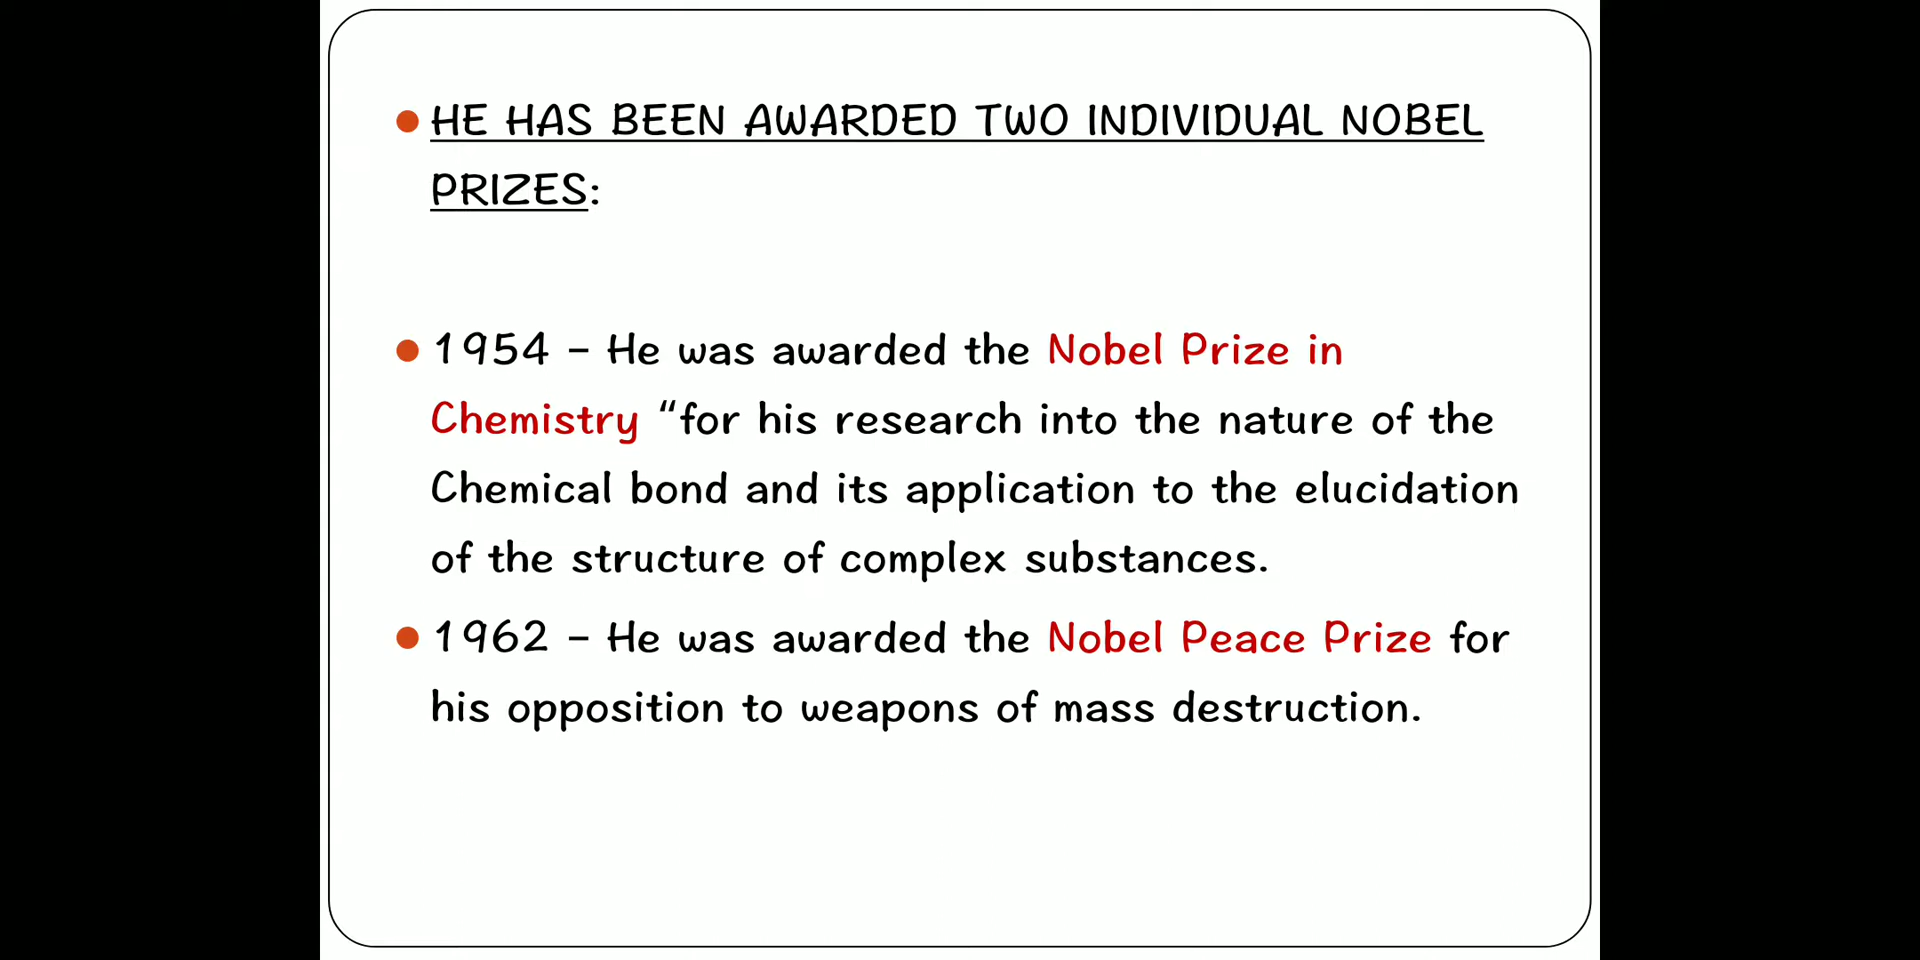 HE HAS BEEN AWARDED TWO INDIVIDUAL NOBEL
PRIZES:
1954 – He was awarded the Nobel Prize in
Chemistry “for his research into the nature of the
Chemical bond and its application to the elucidation
of the structure of complex substances.
1962 – He was awarded the Nobel Peace Prize for
his opposition to weapons of mass destruction.